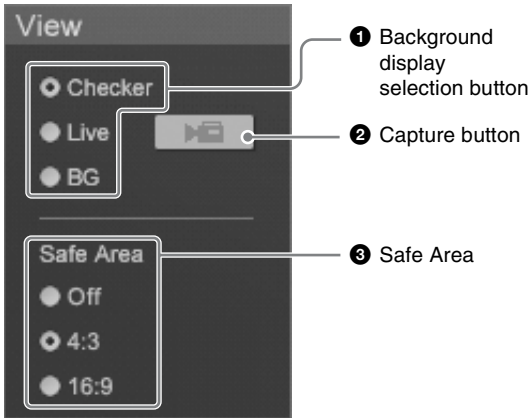 View
Checker
Live
BG
Safe Area
Off
4:3
16:9
❶ Background
display
selection button
❷ Capture button
❸ Safe Area